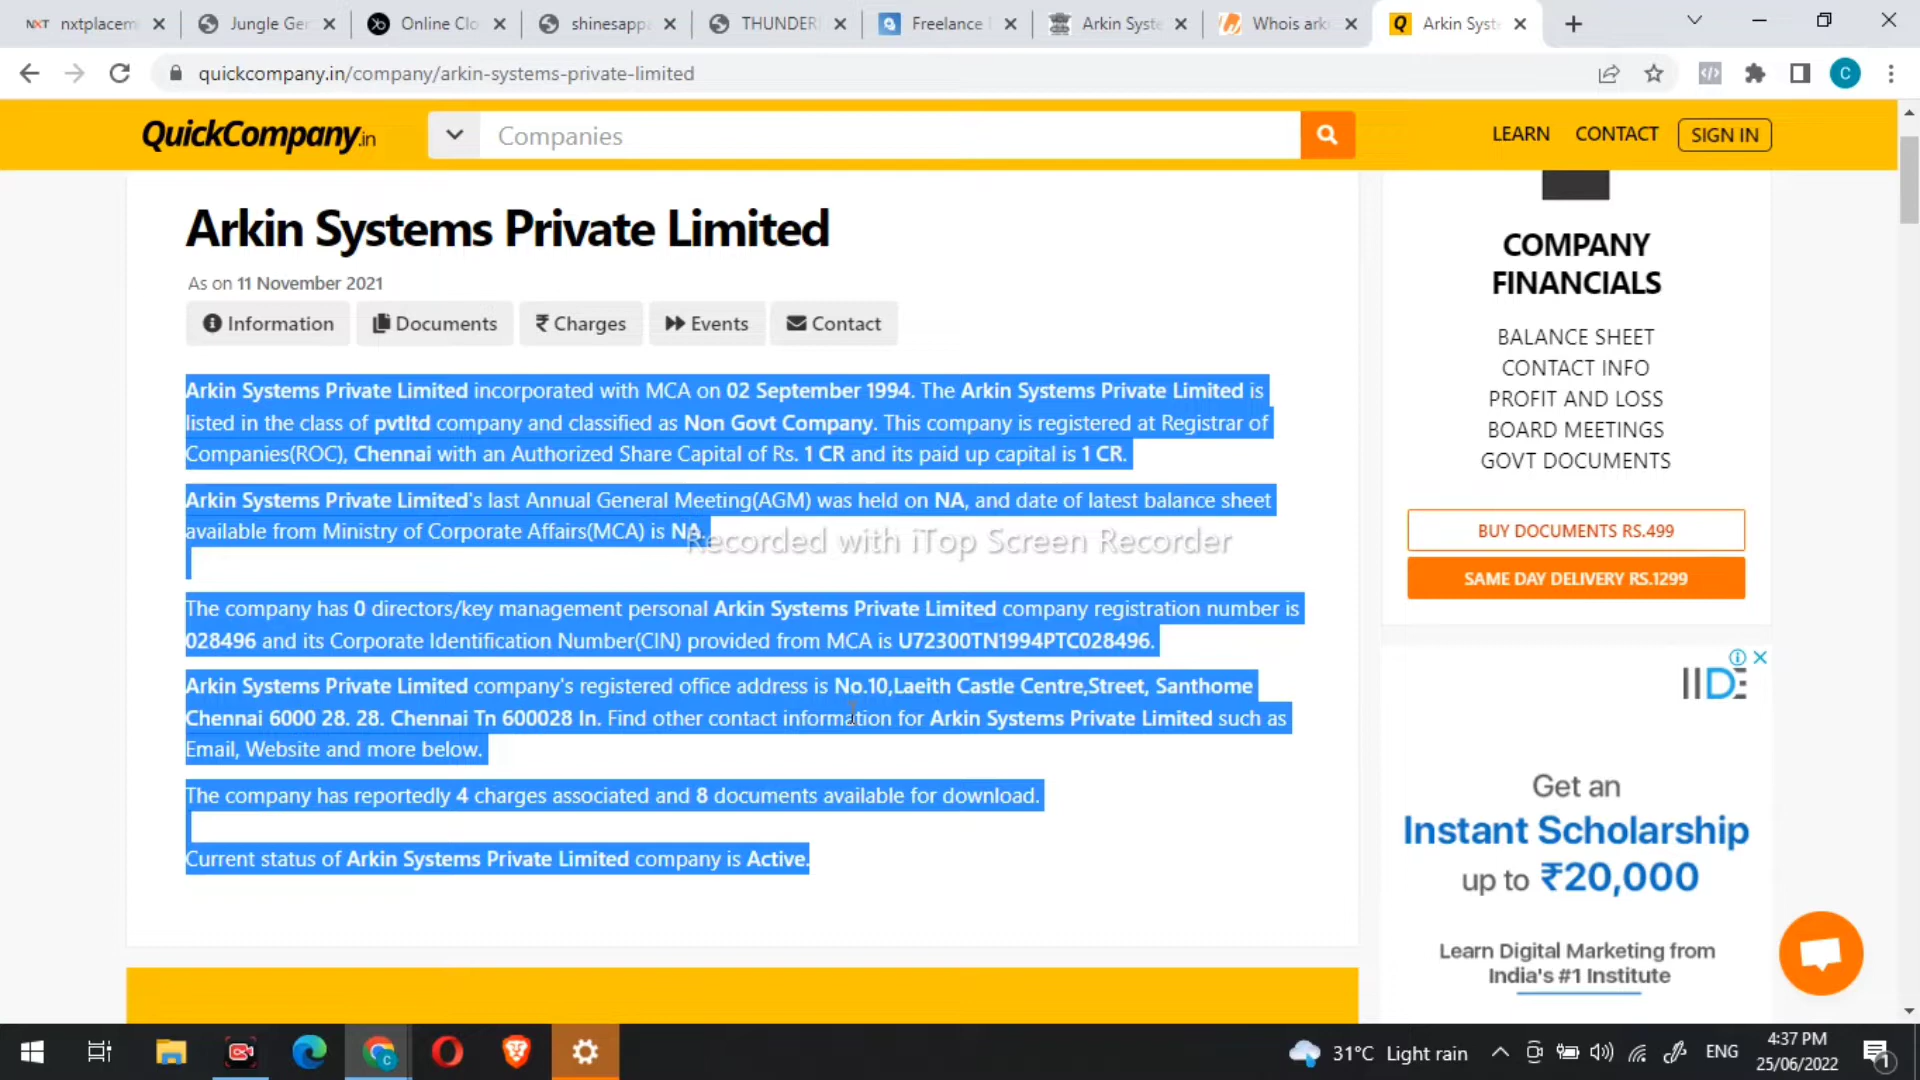 NXT nxtplacem
Jungle Ger
Online Clo
shinesapp
THUNDER
Freelance
Arkin Syste
Whois ark
Arkin Syst
quickcompany.in/company/arkin-systems-private-limited
C
QuickCompany.in
Companies
LEARN CONTACT SIGN IN
Arkin Systems Private Limited
As on 11 November 2021
Information Documents ₹ Charges Events Contact
Arkin Systems Private Limited incorporated with MCA on 02 September 1994. The Arkin Systems Private Limited is
listed in the class of pvtltd company and classified as Non Govt Company. This company is registered at Registrar of
Companies(ROC), Chennai with an Authorized Share Capital of Rs. 1 CR and its paid up capital is 1 CR.
Arkin Systems Private Limited's last Annual General Meeting(AGM) was held on NA, and date of latest balance sheet
available from Ministry of Corporate Affairs(MCA) is NA.
Recorded with iTop Screen Recorder
The company has 0 directors/key management personal Arkin Systems Private Limited company registration number is
028496 and its Corporate Identification Number(CIN) provided from MCA is U72300TN1994PTC028496.
Arkin Systems Private Limited company's registered office address is No.10,Laeith Castle Centre,Street, Santhome
Chennai 6000 28. 28. Chennai Tn 600028 In. Find other contact information for Arkin Systems Private Limited such as
Email, Website and more below.
The company has reportedly 4 charges associated and 8 documents available for download.
Current status of Arkin Systems Private Limited company is Active.
COMPANY
FINANCIALS
BALANCE SHEET
CONTACT INFO
PROFIT AND LOSS
BOARD MEETINGS
GOVT DOCUMENTS
BUY DOCUMENTS RS.499
SAME DAY DELIVERY RS.1299
IIDE
Get an
Instant Scholarship
up to ₹20,000
Learn Digital Marketing from
India's #1 Institute
31°C Light rain
ENG
4:37 PM
25/06/2022
1